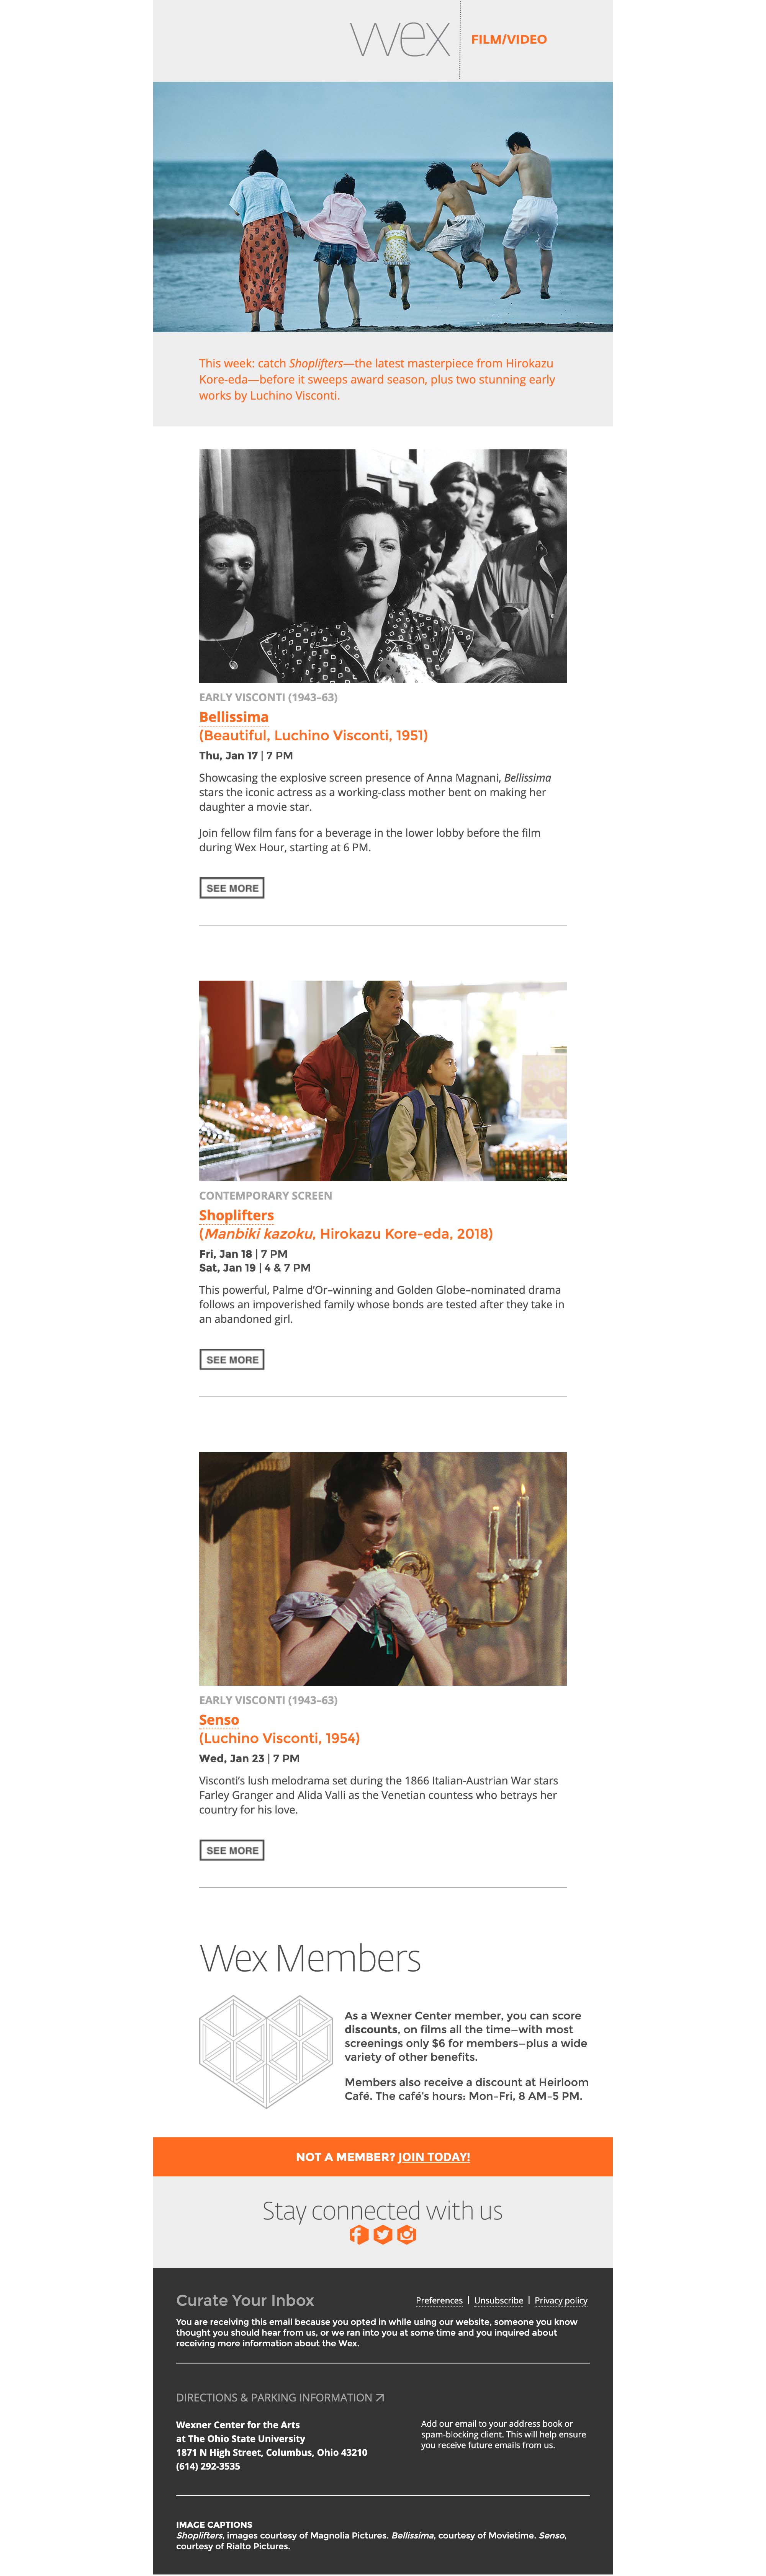 wex
FILM/VIDEO
This week: catch Shoplifters—the latest masterpiece from Hirokazu
Kore-eda—before it sweeps award season, plus two stunning early
works by Luchino Visconti.
EARLY VISCONTI (1943–63)
Bellissima
(Beautiful, Luchino Visconti, 1951)
Thu, Jan 17 | 7 PM
Showcasing the explosive screen presence of Anna Magnani, Bellissima
stars the iconic actress as a working-class mother bent on making her
daughter a movie star.
Join fellow film fans for a beverage in the lower lobby before the film
during Wex Hour, starting at 6 PM.
SEE MORE
CONTEMPORARY SCREEN
Shoplifters
(Manbiki kazoku, Hirokazu Kore-eda, 2018)
Fri, Jan 18 | 7 PM
Sat, Jan 19 | 4 & 7 PM
This powerful, Palme d’Or–winning and Golden Globe–nominated drama
follows an impoverished family whose bonds are tested after they take in
an abandoned girl.
SEE MORE
EARLY VISCONTI (1943–63)
Senso
(Luchino Visconti, 1954)
Wed, Jan 23 | 7 PM
Visconti’s lush melodrama set during the 1866 Italian-Austrian War stars
Farley Granger and Alida Valli as the Venetian countess who betrays her
country for his love.
SEE MORE
Wex Members
As a Wexner Center member, you can score
discounts, on films all the time—with most
screenings only $6 for members—plus a wide
variety of other benefits.
Members also receive a discount at Heirloom
Café. The café’s hours: Mon–Fri, 8 AM–5 PM.
NOT A MEMBER? JOIN TODAY!
Stay connected with us
Curate Your Inbox
Preferences | Unsubscribe | Privacy policy
You are receiving this email because you opted in while using our website, someone you know
thought you should hear from us, or we ran into you at some time and you inquired about
receiving more information about the Wex.
DIRECTIONS & PARKING INFORMATION
Wexner Center for the Arts
at The Ohio State University
1871 N High Street, Columbus, Ohio 43210
(614) 292-3535
Add our email to your address book or
spam-blocking client. This will help ensure
you receive future emails from us.
IMAGE CAPTIONS
Shoplifters, images courtesy of Magnolia Pictures. Bellissima, courtesy of Movietime. Senso,
courtesy of Rialto Pictures.